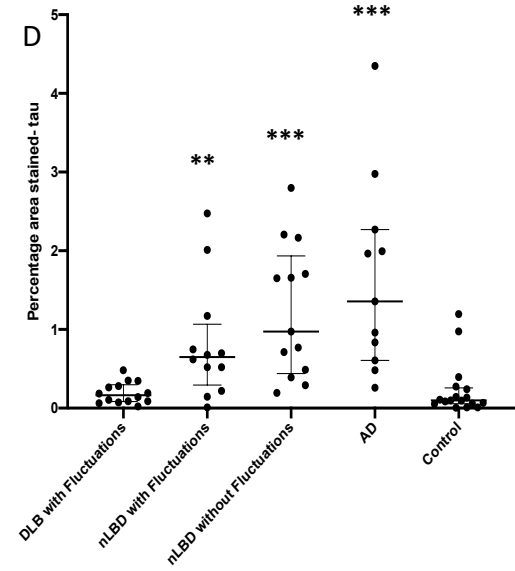 D
Percentage area stained-tau
5
4
3
2
1
0
**
***
***
DLB with Fluctuations
nLBD with Fluctuations
nLBD without Fluctuations
AD
Control